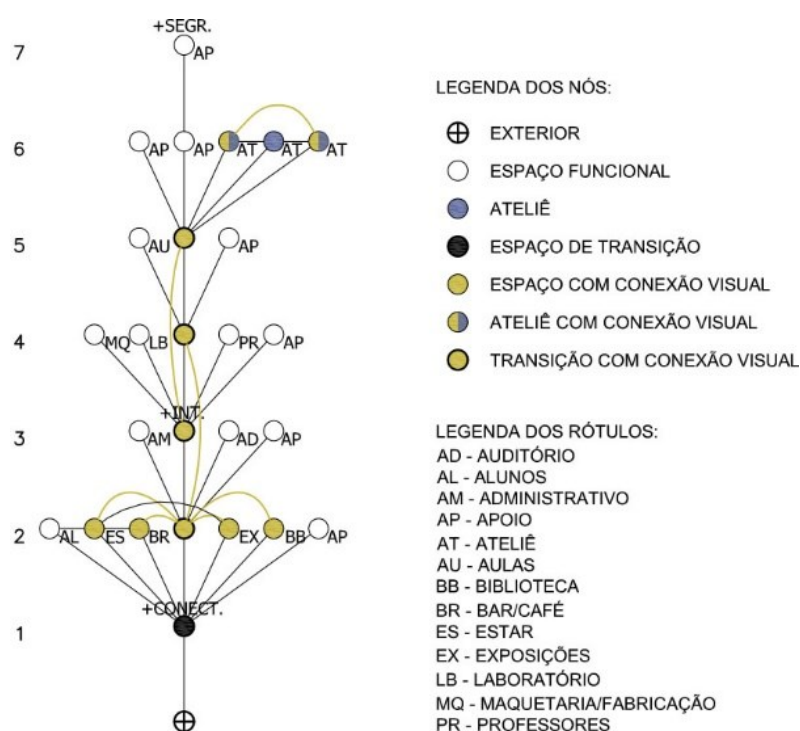 +SEGR.
7 AP
6 AP AP AT AT AT
5 AU AP
4 MQ LB PR AP
+INT.
3 AM AD AP
2 AL ES BR EX BB AP
+CONECT.
1
LEGENDA DOS NÓS:
EXTERIOR
ESPAÇO FUNCIONAL
ATELIÊ
ESPAÇO DE TRANSIÇÃO
ESPAÇO COM CONEXÃO VISUAL
ATELIÊ COM CONEXÃO VISUAL
TRANSIÇÃO COM CONEXÃO VISUAL
LEGENDA DOS RÓTULOS:
AD - AUDITÓRIO
AL - ALUNOS
AM - ADMINISTRATIVO
AP - APOIO
AT - ATELIÊ
AU - AULAS
BB - BIBLIOTECA
BR - BAR/CAFÉ
ES - ESTAR
EX - EXPOSIÇÕES
LB - LABORATÓRIO
MQ - MAQUETARIA/FABRICAÇÃO
PR - PROFESSORES